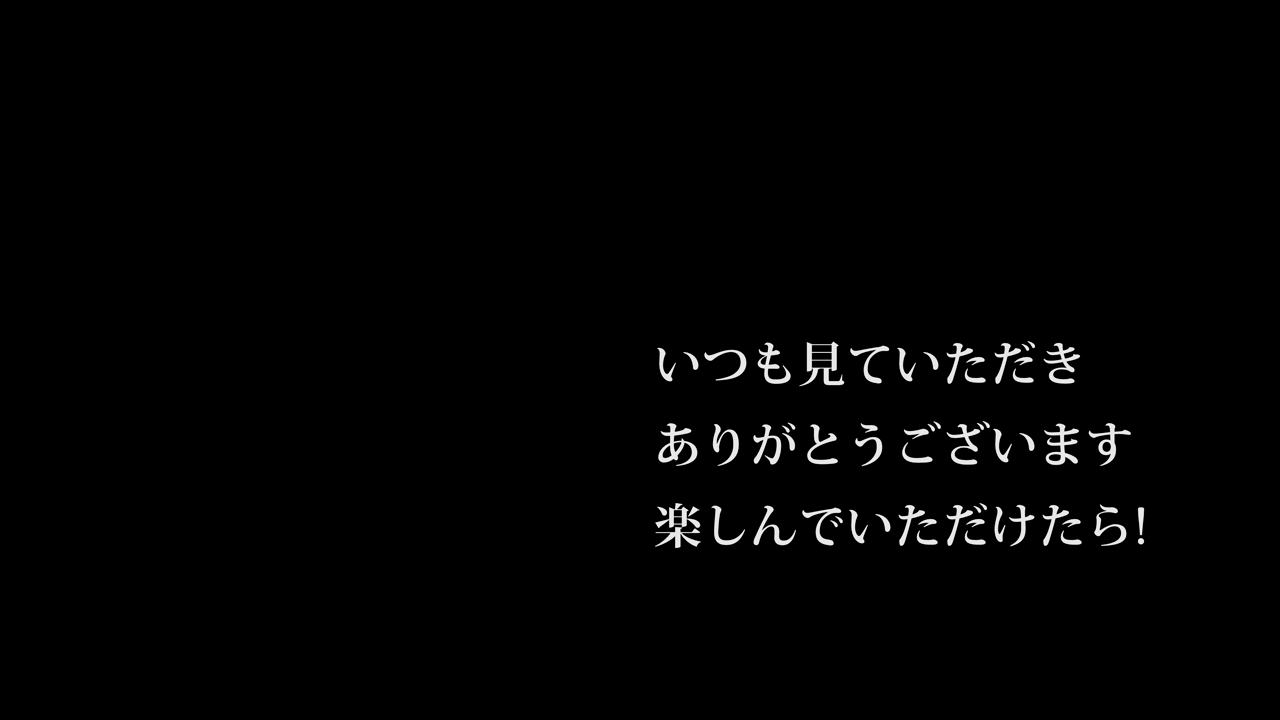 いつも見ていただき
ありがとうございます
楽しんでいただけたら!